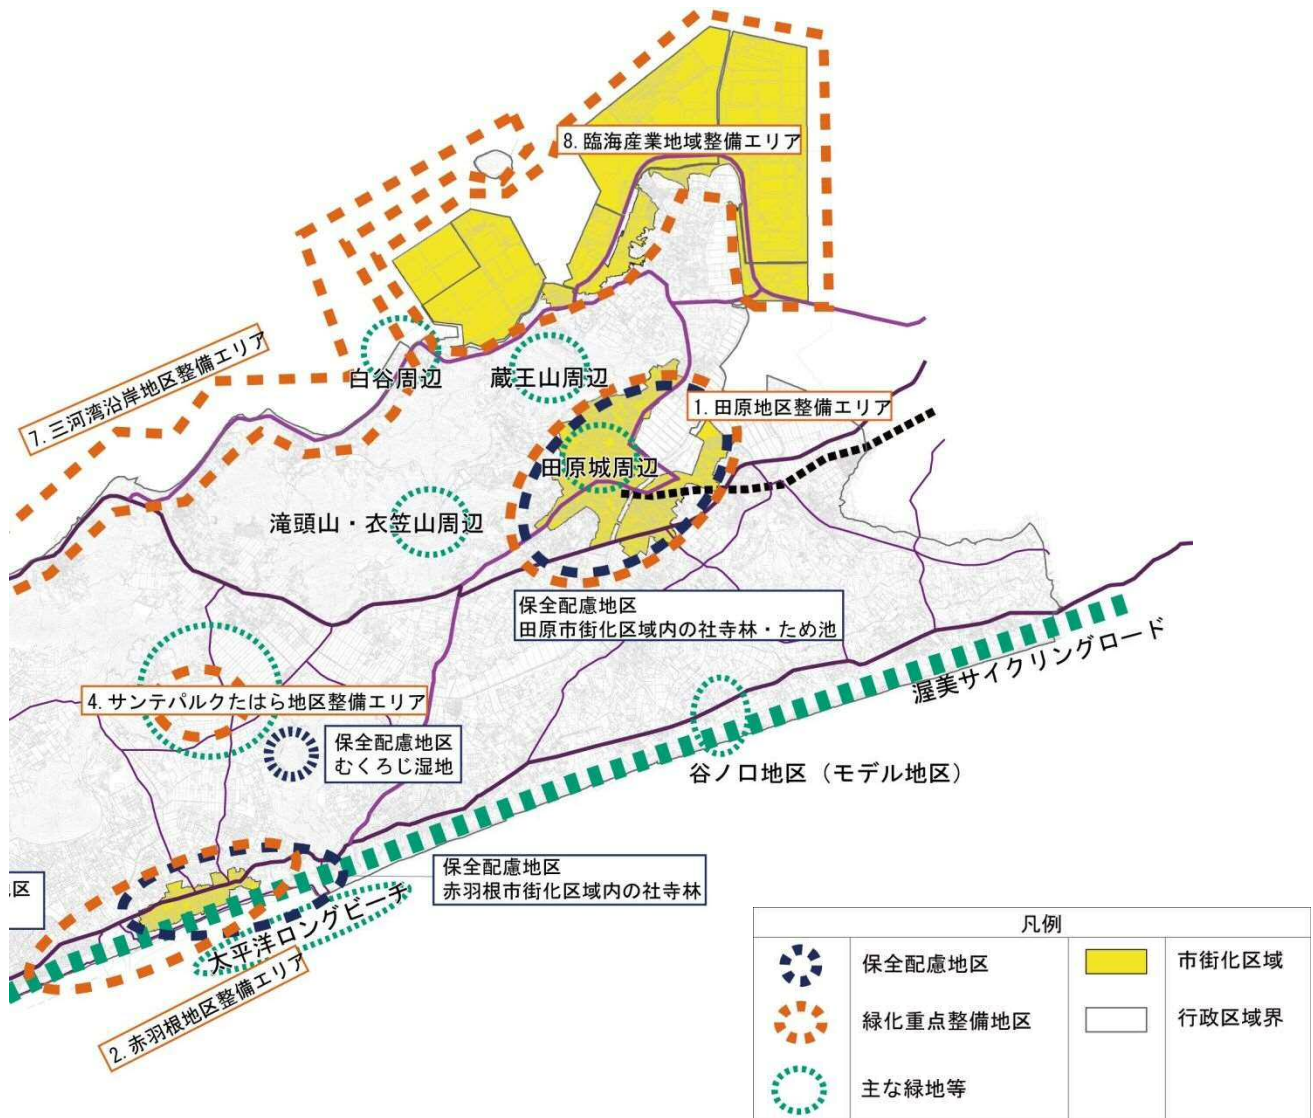 8. 臨海産業地域整備エリア
7. 三河湾沿岸地区整備エリア
白谷周辺
蔵王山周辺
1. 田原地区整備エリア
田原城周辺
滝頭山・衣笠山周辺
保全配慮地区
田原市街化区域内の社寺林・ため池
渥美サイクリングロード
4. サンテパルクたはら地区整備エリア
保全配慮地区
むくろじ湿地
谷ノ口地区（モデル地区）
保全配慮地区
赤羽根市街化区域内の社寺林
区
太平洋ロングビーチ
2. 赤羽根地区整備エリア
凡例
保全配慮地区
市街化区域
緑化重点整備地区
行政区域界
主な緑地等